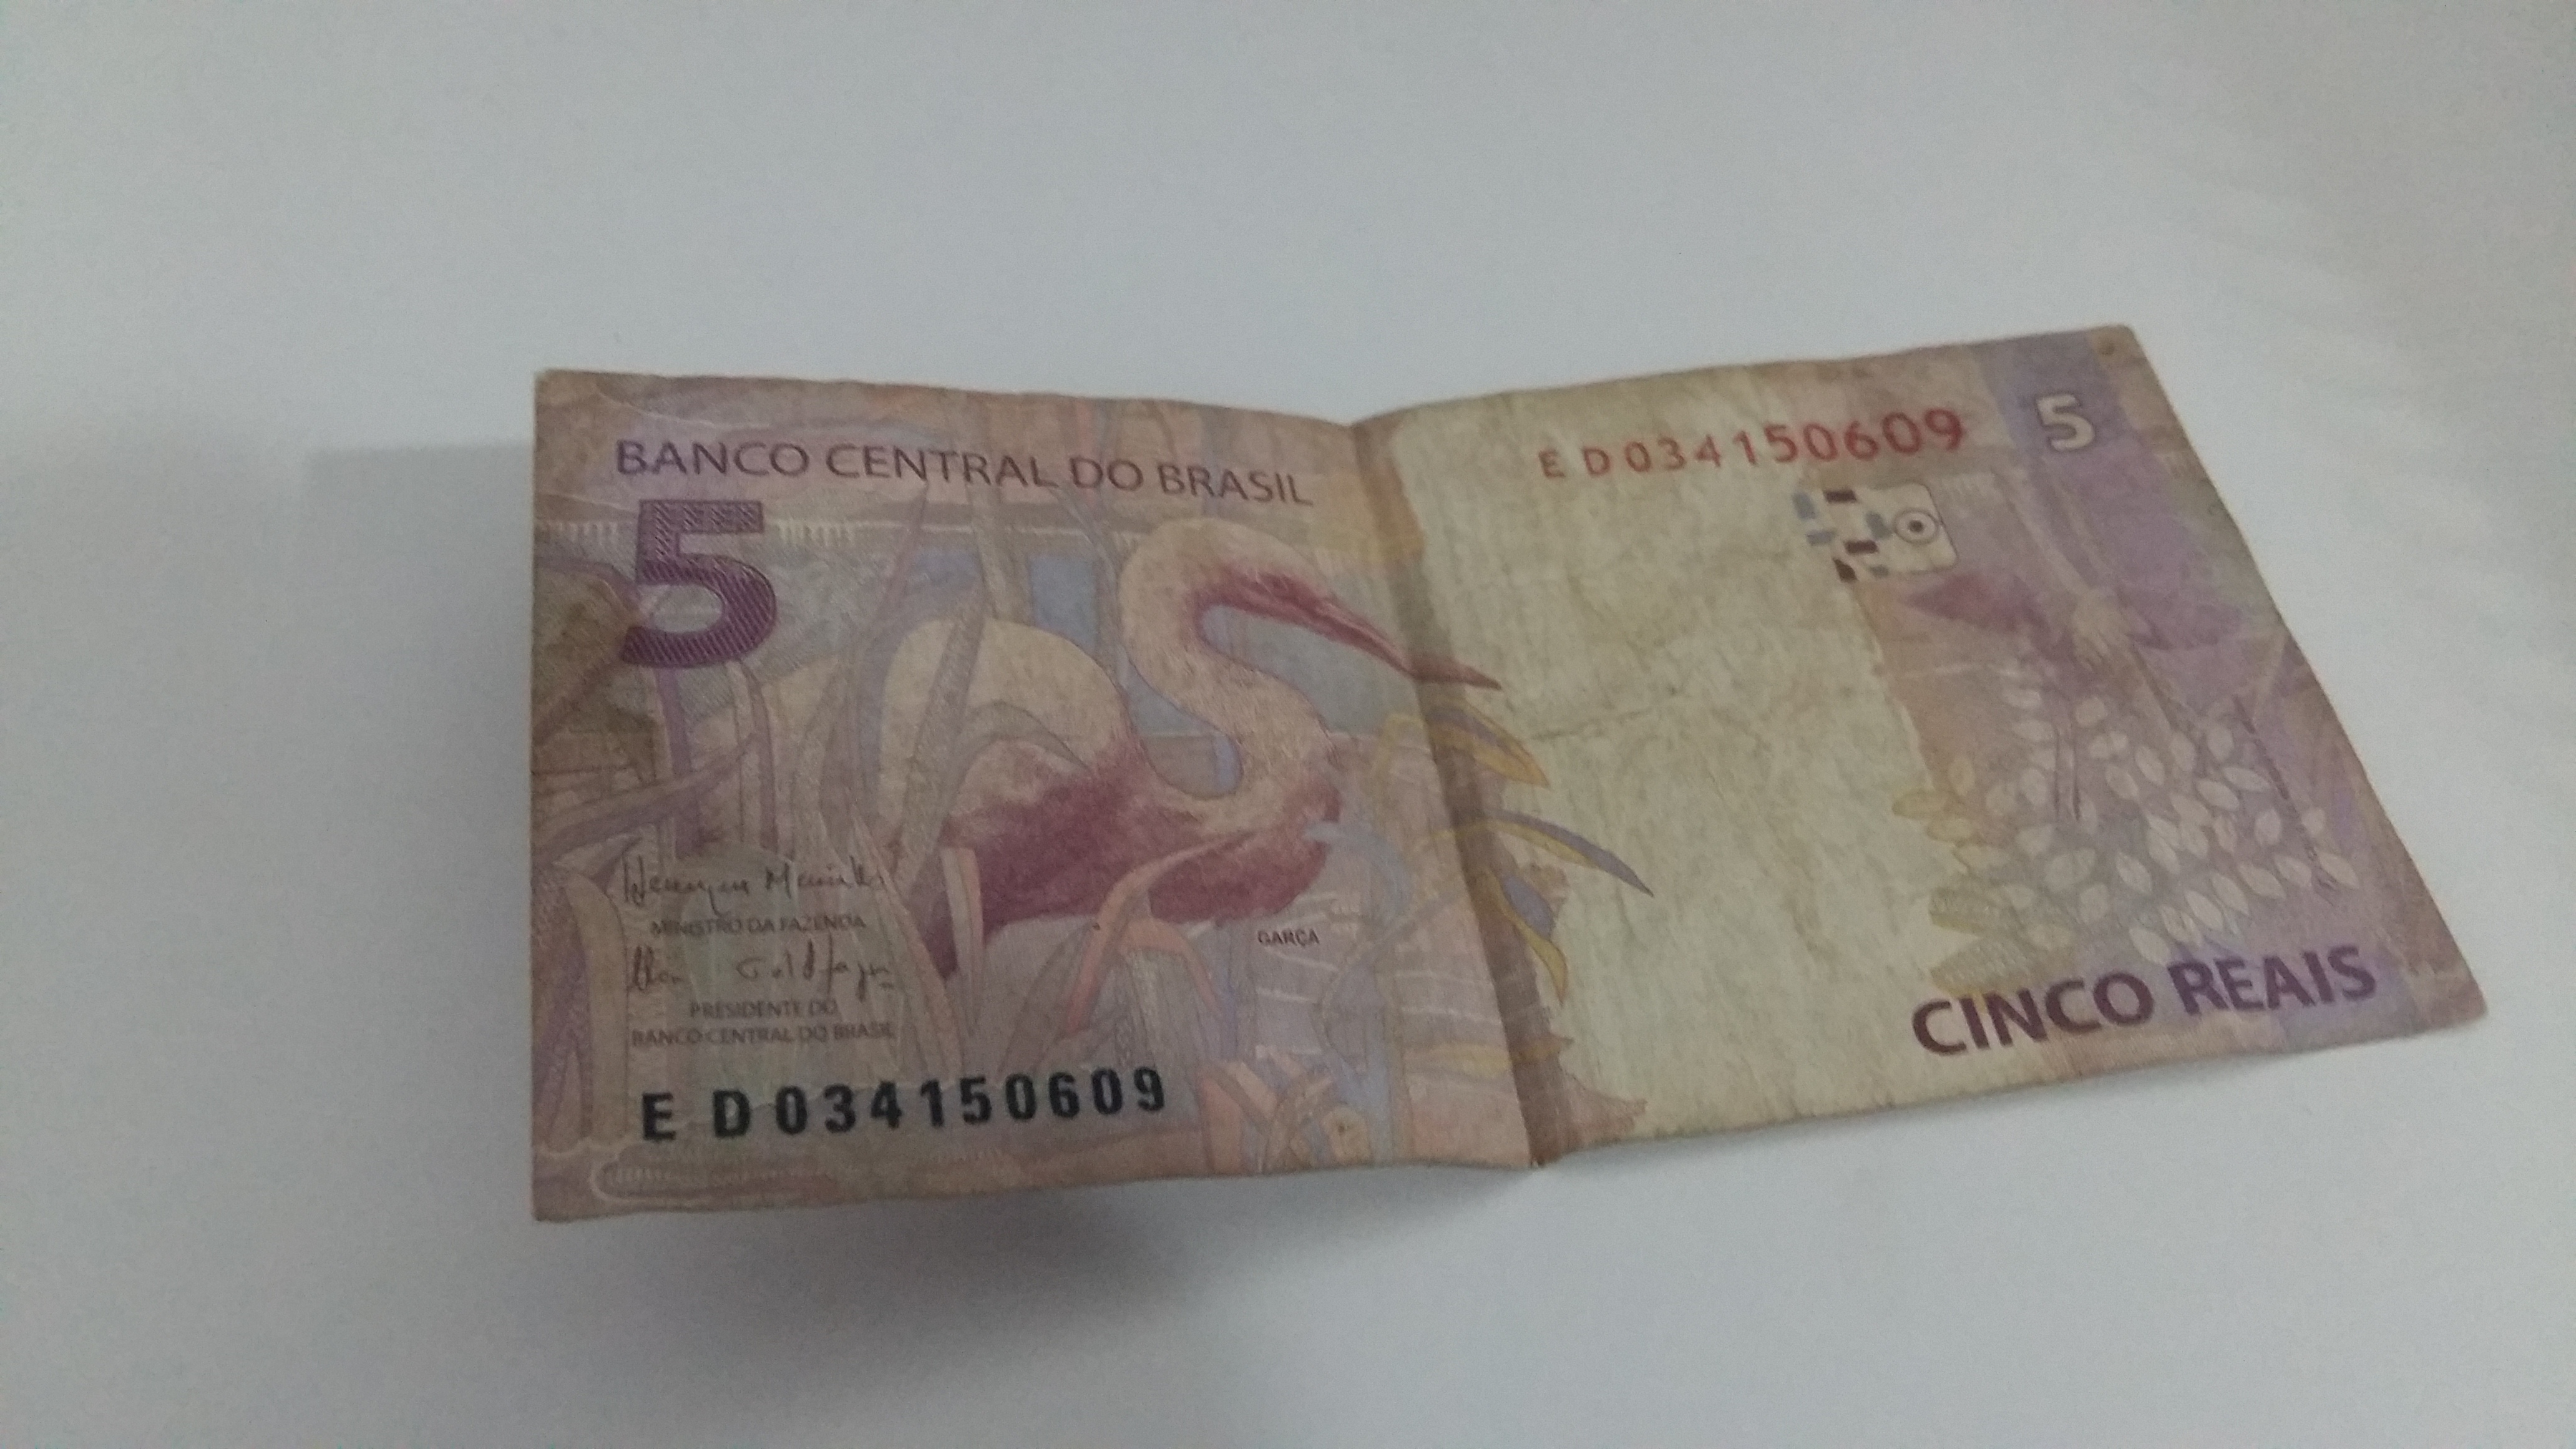 BANCO CENTRAL DO BRASIL
5
MINISTRO DA FAZENDA
PRESIDENTE DO
BANCO CENTRAL DO BRASIL
E D 034150609
GARÇA
E D 034150609
5
CINCO REAIS